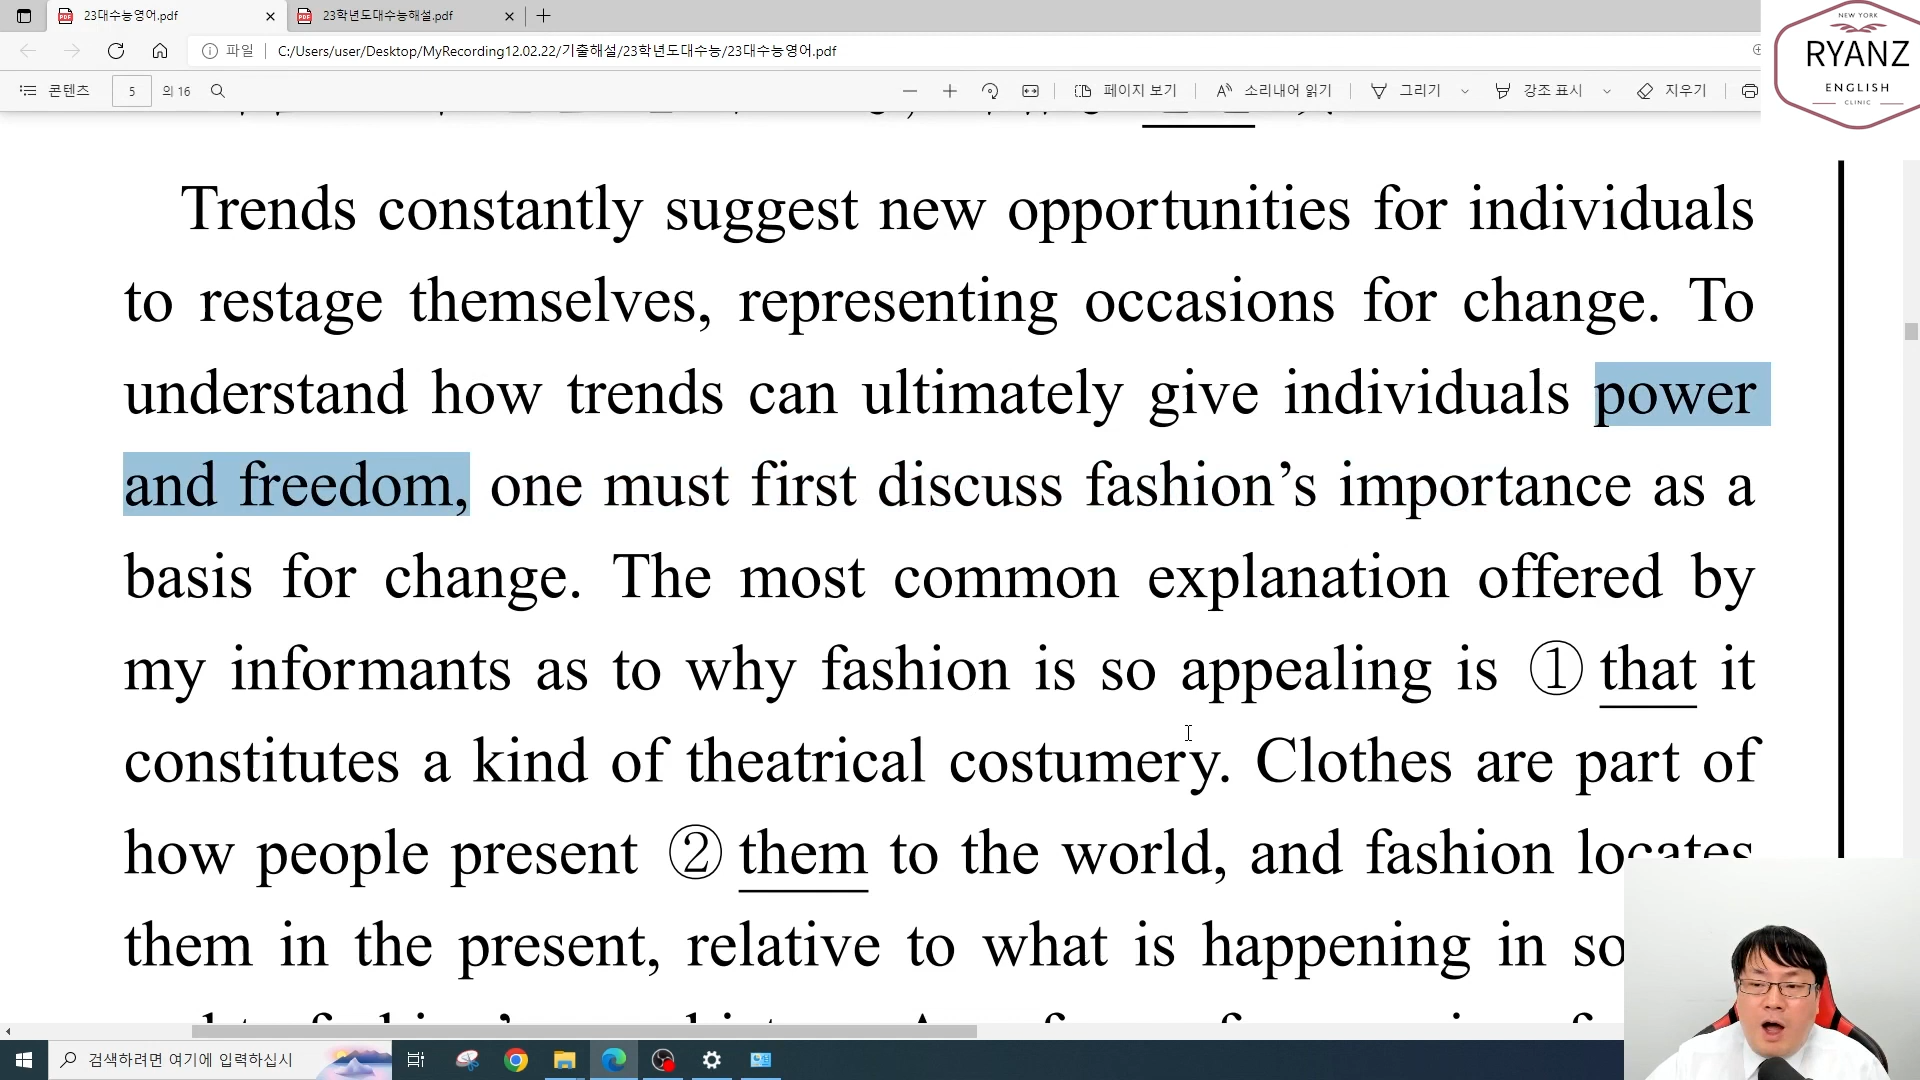 23대수능영어.pdf
23학년도대수능해설.pdf
파일
C:/Users/user/Desktop/MyRecording12.02.22/기출해설/23학년도대수능/23대수능영어.pdf
콘텐츠
5
의 16
페이지 보기
소리내어 읽기
그리기
강조 표시
지우기
NEW YORK
RYANZ
ENGLISH
CLINIC
Trends constantly suggest new opportunities for individuals
to restage themselves, representing occasions for change. To
understand how trends can ultimately give individuals power
and freedom, one must first discuss fashion’s importance as a
basis for change. The most common explanation offered by
my informants as to why fashion is so appealing is ① that it
constitutes a kind of theatrical costumery. Clothes are part of
how people present ② them to the world, and fashion locates
them in the present, relative to what is happening in so
검색하려면 여기에 입력하십시